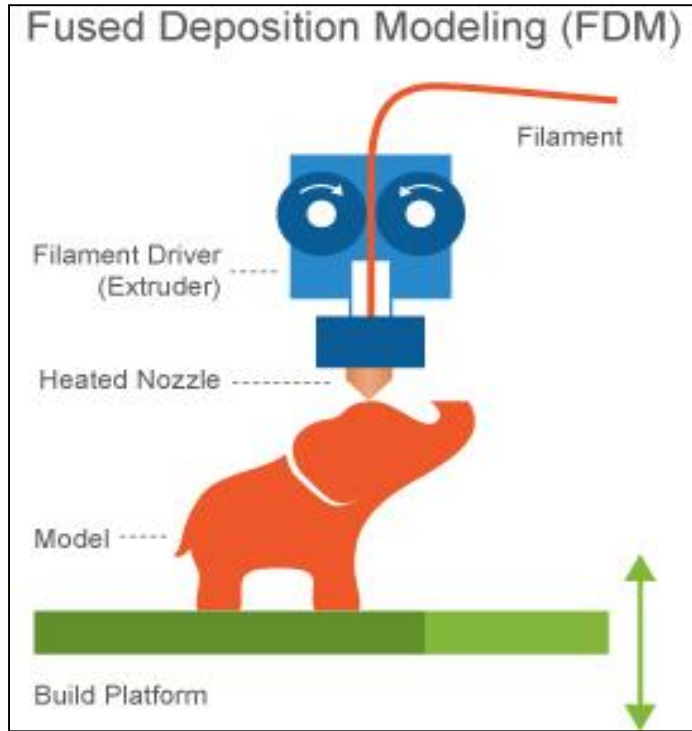 Fused Deposition Modeling (FDM)
Filament
Filament Driver
(Extruder)
Heated Nozzle
Model
Build Platform